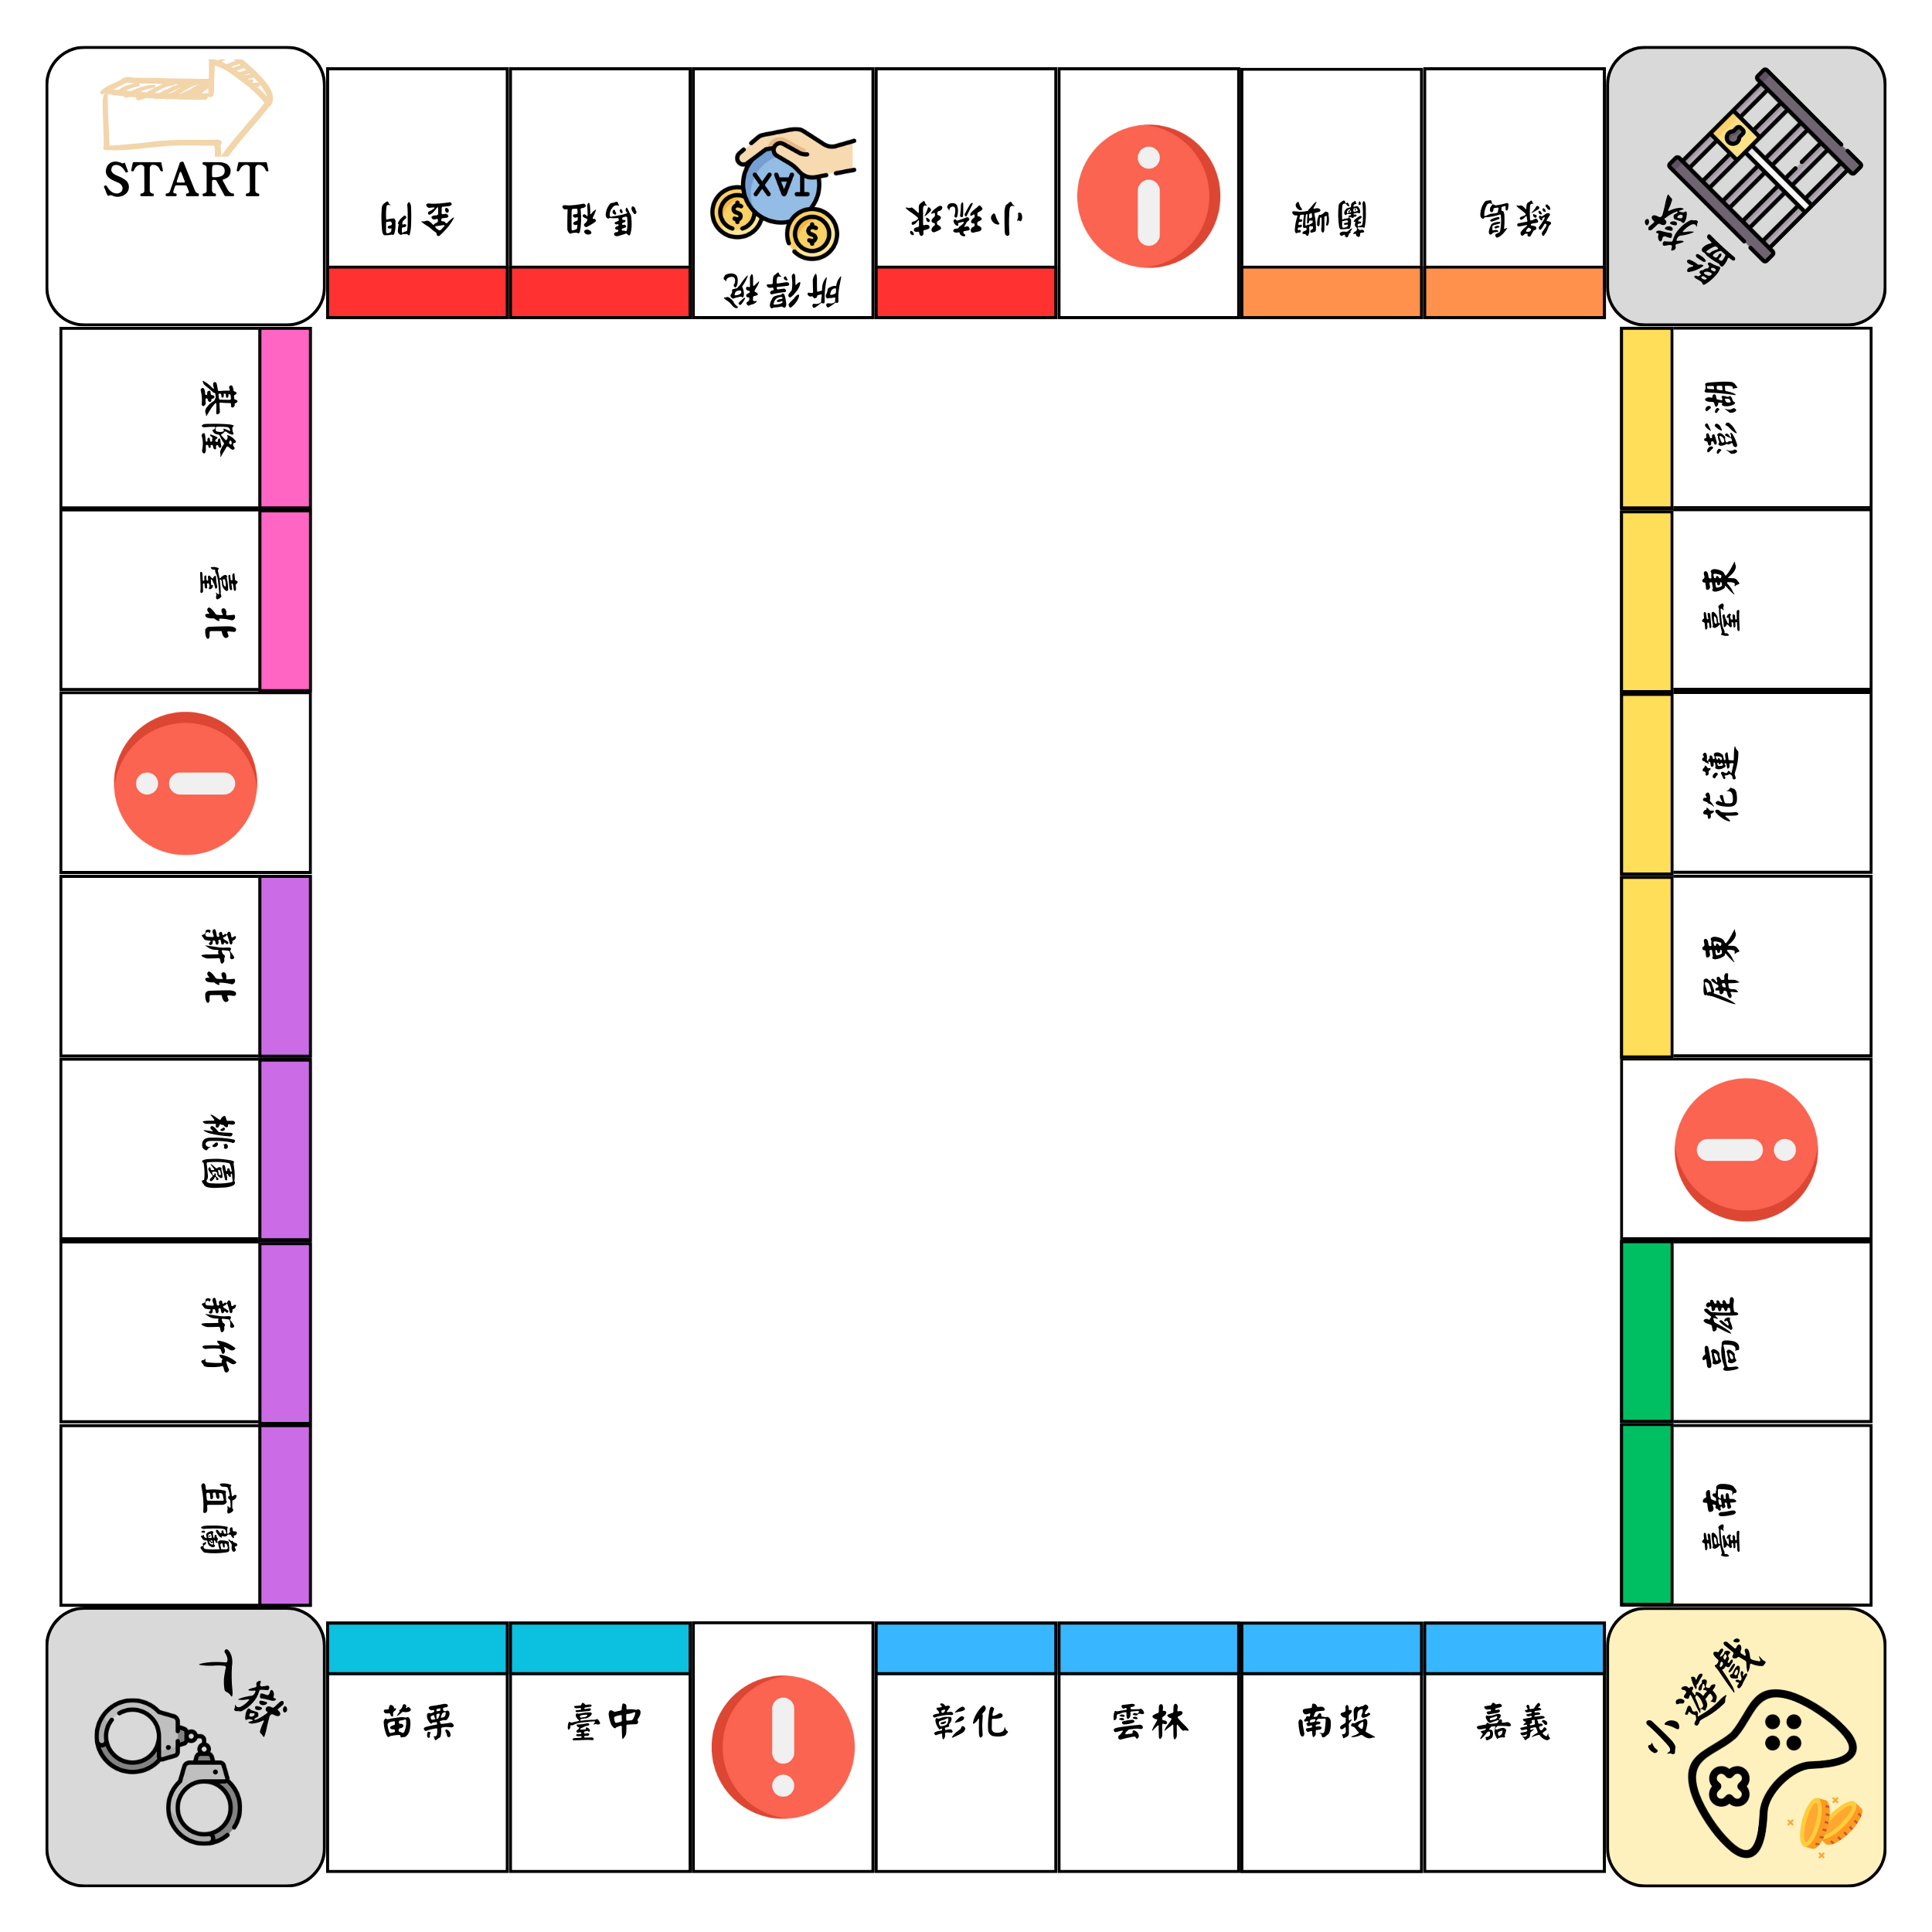 START
金門
馬祖
TAX
所得稅
小琉球
蘭嶼
綠島
監獄
基隆
臺北
新北
桃園
新竹
宜蘭
入獄
苗栗
臺中
彰化
雲林
南投
嘉義
小遊戲
臺南
高雄
屏東
花蓮
臺東
澎湖